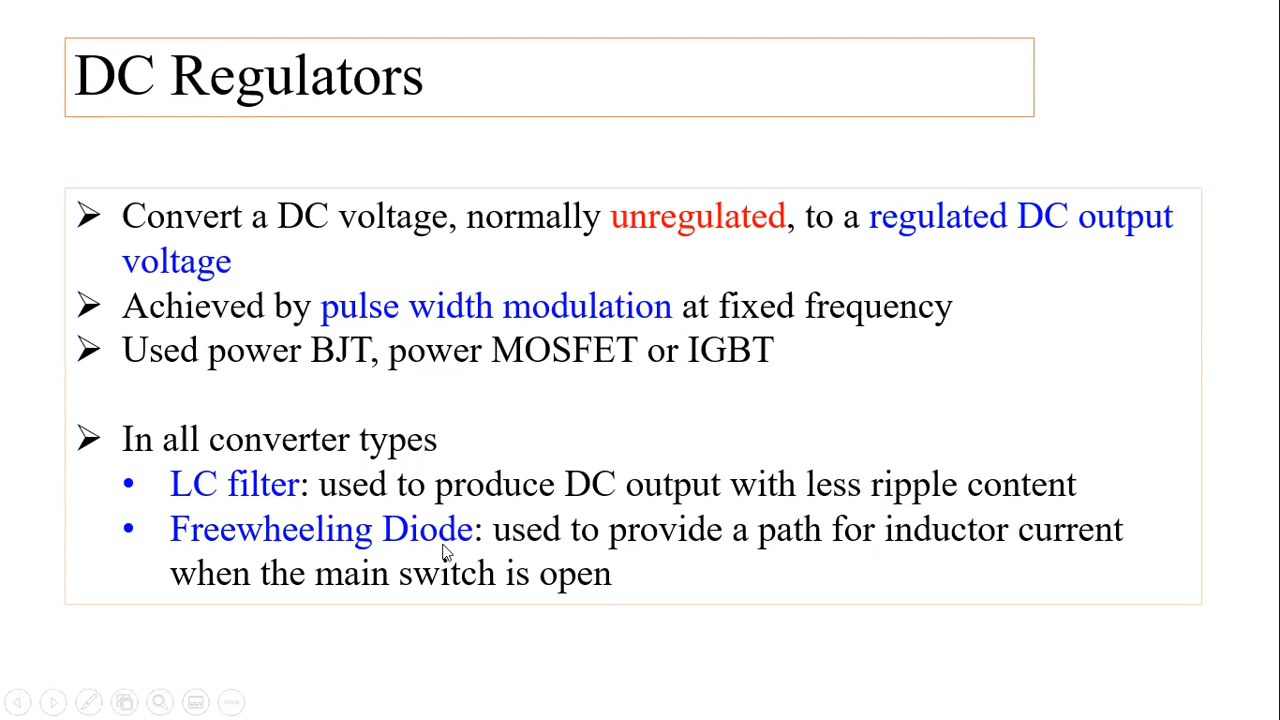 DC Regulators
➢ Convert a DC voltage, normally unregulated, to a regulated DC output
voltage
➢ Achieved by pulse width modulation at fixed frequency
➢ Used power BJT, power MOSFET or IGBT
➢ In all converter types
• LC filter: used to produce DC output with less ripple content
• Freewheeling Diode: used to provide a path for inductor current
when the main switch is open